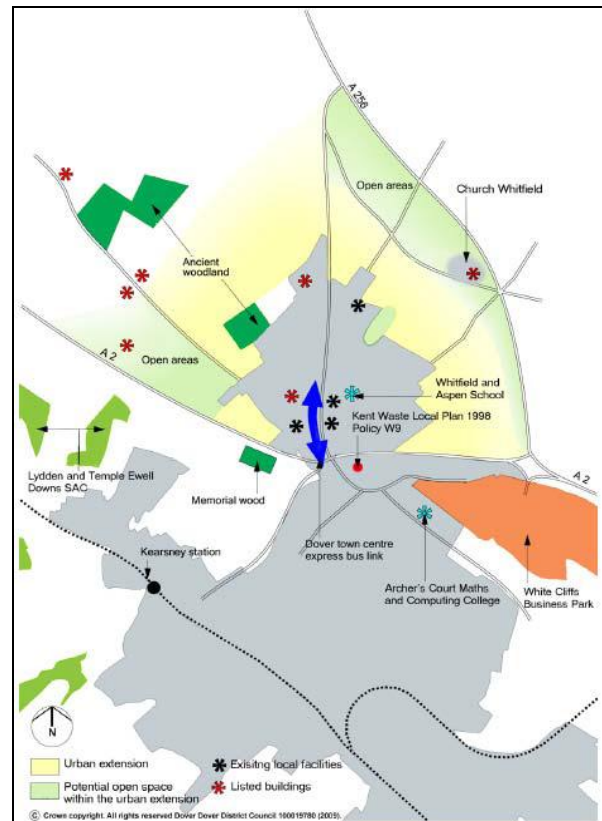 A 256
Open areas
Church Whitfield
Ancient
woodland
A 2
Open areas
Whitfield and
Aspen School
Kent Waste Local Plan 1998
Policy W9
Lydden and Temple Ewell
Downs SAC
Memorial wood
A 2
Dover town centre
express bus link
Kearsney station
Archer's Court Maths
and Computing College
White Cliffs
Business Park
N
Urban extension
Exisitng local facilities
Potential open space
within the urban extension
Listed buildings
© Crown copyright. All rights reserved Dover Dover District Council 100019780 (2009).